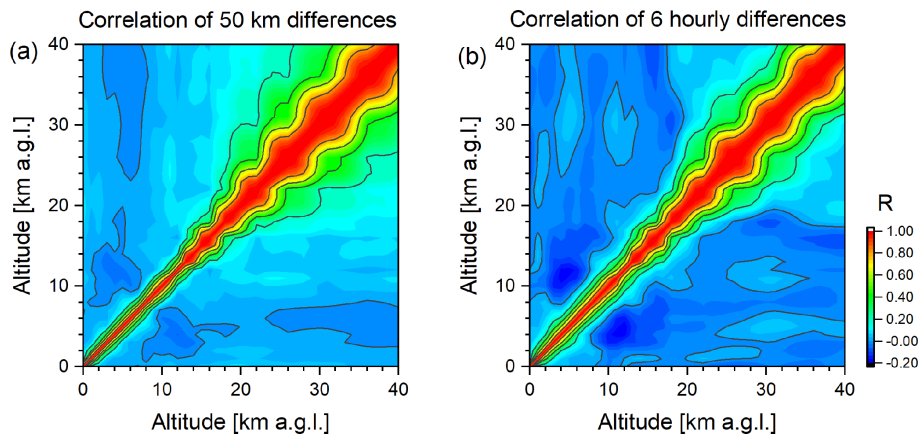 Correlation of 50 km differences
Correlation of 6 hourly differences
(a)
40
30
20
10
0
Altitude [km a.g.l.]
0 10 20 30 40
Altitude [km a.g.l.]
(b)
40
30
20
10
0
Altitude [km a.g.l.]
0 10 20 30 40
Altitude [km a.g.l.]
R
1.00
0.80
0.60
0.40
0.20
-0.00
-0.20